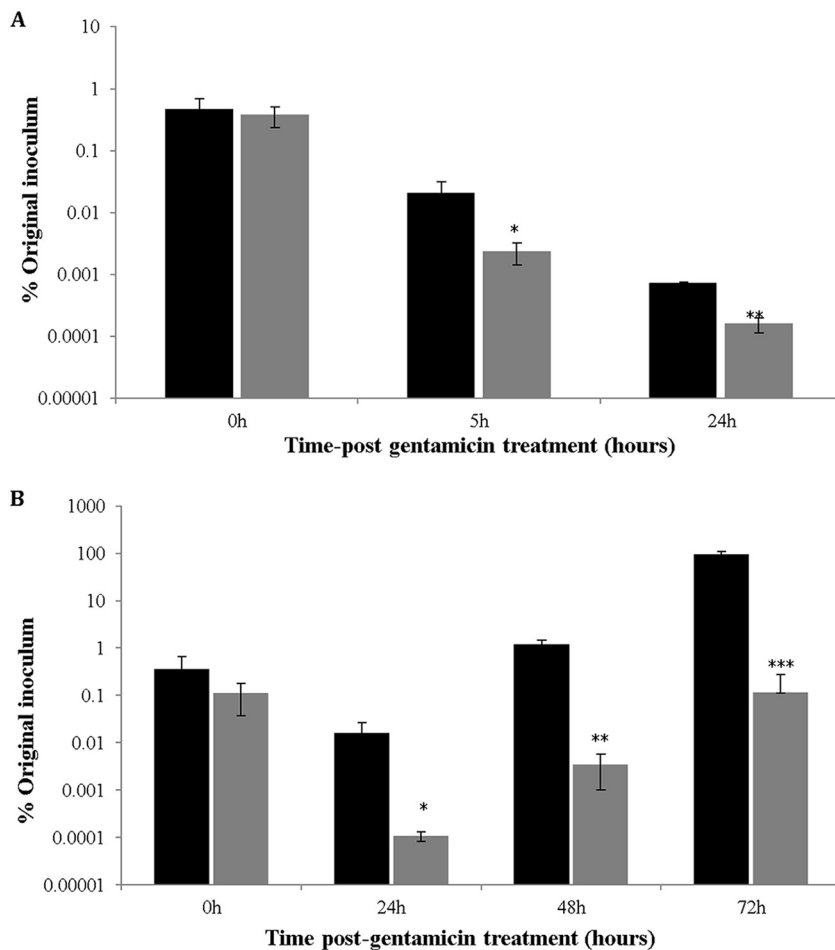 A
10
1
0.1
0.01
0.001
0.0001
0.00001
% Original inoculum
*
**
0h 5h 24h
Time-post gentamicin treatment (hours)
B
1000
100
10
1
0.1
0.01
0.001
0.0001
0.00001
% Original inoculum
*
**
***
0h 24h 48h 72h
Time post-gentamicin treatment (hours)